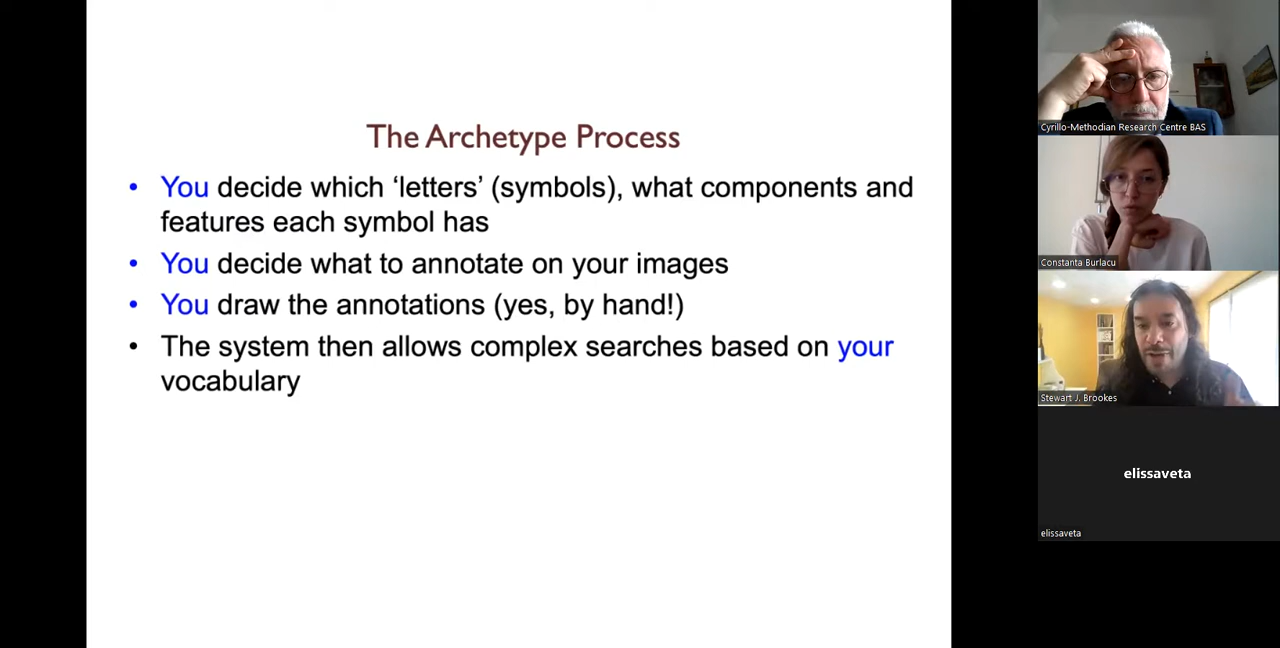 The Archetype Process
• You decide which ‘letters’ (symbols), what components and
features each symbol has
• You decide what to annotate on your images
• You draw the annotations (yes, by hand!)
• The system then allows complex searches based on your
vocabulary
Cyrillo-Methodian Research Centre BAS
Constanta Burlacu
Stewart J. Brookes
elissaveta
elissaveta